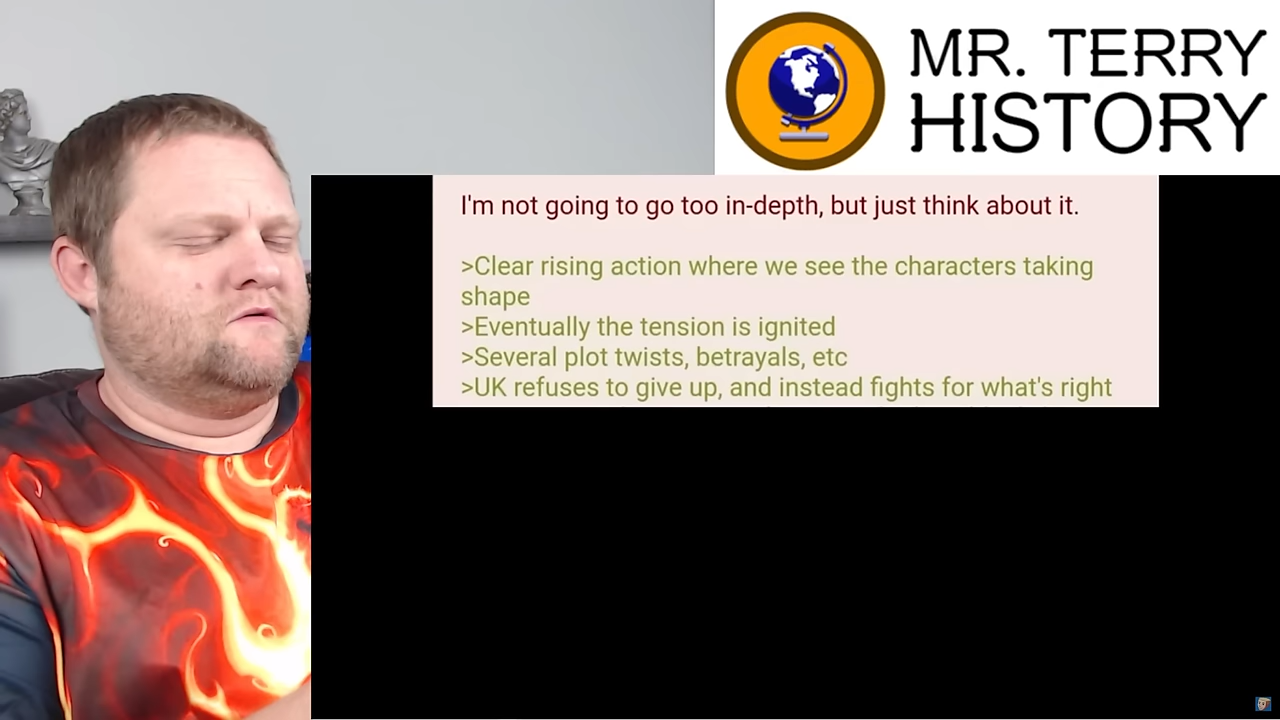 MR. TERRY
HISTORY
I'm not going to go too in-depth, but just think about it.
>Clear rising action where we see the characters taking
shape
>Eventually the tension is ignited
>Several plot twists, betrayals, etc
>UK refuses to give up, and instead fights for what's right